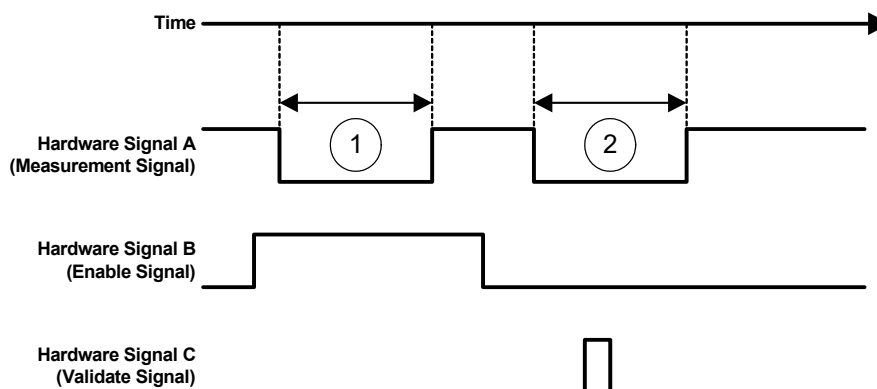 Time
1
2
Hardware Signal A
(Measurement Signal)
Hardware Signal B
(Enable Signal)
Hardware Signal C
(Validate Signal)